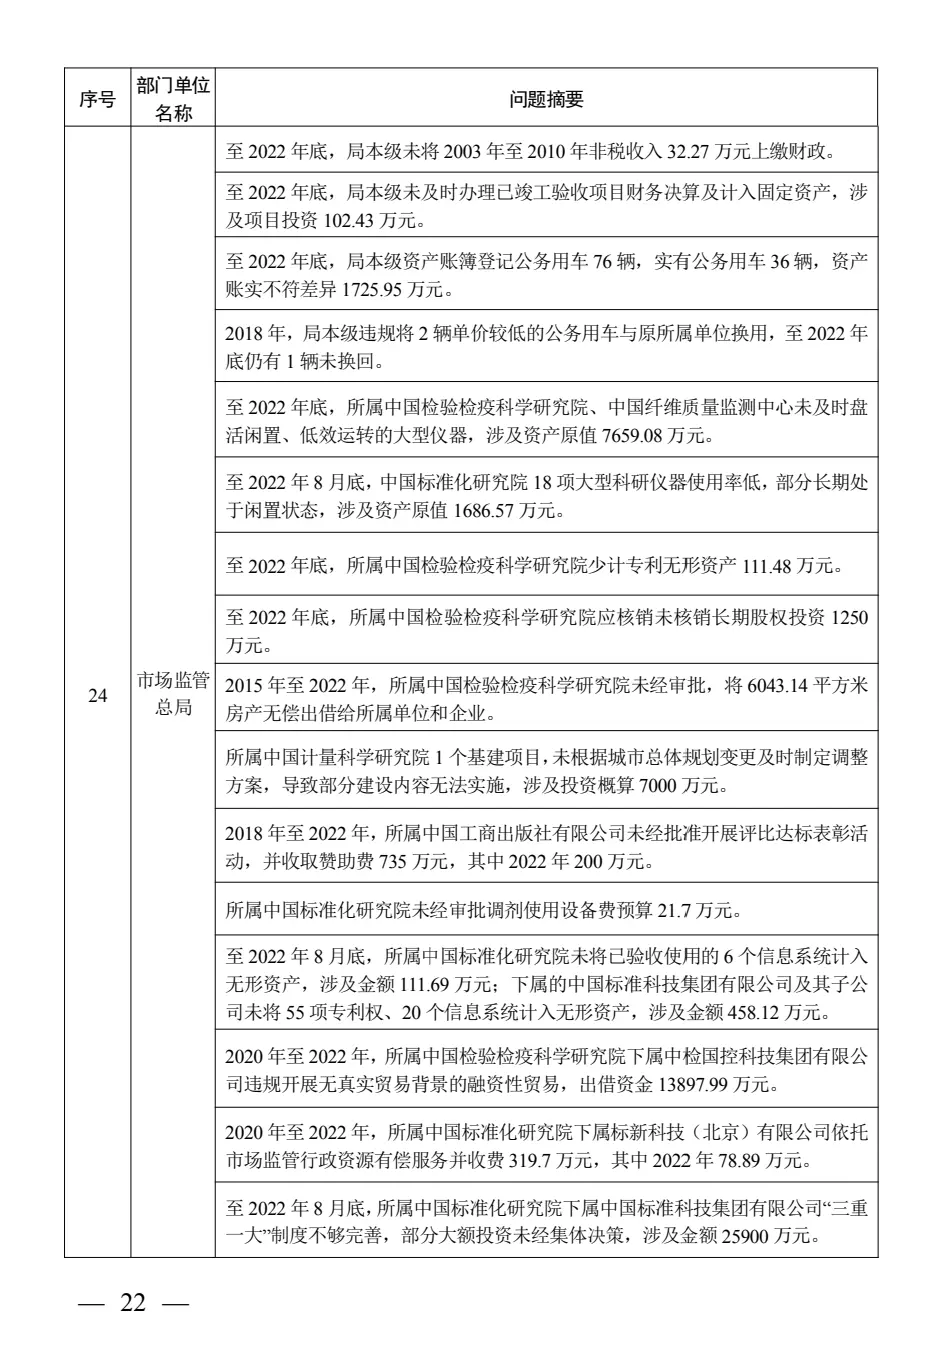 序号
部门单位
名称
问题摘要
24
市场监管
总局
至 2022 年底，局本级未将 2003 年至 2010 年非税收入 32.27 万元上缴财政。
至 2022 年底，局本级未及时办理已竣工验收项目财务决算及计入固定资产，涉
及项目投资 102.43 万元。
至 2022 年底，局本级资产账簿登记公务用车 76 辆，实有公务用车 36 辆，资产
账实不符差异 1725.95 万元。
2018 年，局本级违规将 2 辆单价较低的公务用车与原所属单位换用，至 2022 年
底仍有 1 辆未换回。
至 2022 年底，所属中国检验检疫科学研究院、中国纤维质量监测中心未及时盘
活闲置、低效运转的大型仪器，涉及资产原值 7659.08 万元。
至 2022 年 8 月底，中国标准化研究院 18 项大型科研仪器使用率低，部分长期处
于闲置状态，涉及资产原值 1686.57 万元。
至 2022 年底，所属中国检验检疫科学研究院少计专利无形资产 111.48 万元。
至 2022 年底，所属中国检验检疫科学研究院应核销未核销长期股权投资 1250
万元。
2015 年至 2022 年，所属中国检验检疫科学研究院未经审批，将 6043.14 平方米
房产无偿出借给所属单位和企业。
所属中国计量科学研究院 1 个基建项目，未根据城市总体规划变更及时制定调整
方案，导致部分建设内容无法实施，涉及投资概算 7000 万元。
2018 年至 2022 年，所属中国工商出版社有限公司未经批准开展评比达标表彰活
动，并收取赞助费 735 万元，其中 2022 年 200 万元。
所属中国标准化研究院未经审批调剂使用设备费预算 21.7 万元。
至 2022 年 8 月底，所属中国标准化研究院未将已验收使用的 6 个信息系统计入
无形资产，涉及金额 111.69 万元；下属的中国标准科技集团有限公司及其子公
司未将 55 项专利权、20 个信息系统计入无形资产，涉及金额 458.12 万元。
2020 年至 2022 年，所属中国检验检疫科学研究院下属中检国控科技集团有限公
司违规开展无真实贸易背景的融资性贸易，出借资金 13897.99 万元。
2020 年至 2022 年，所属中国标准化研究院下属标新科技（北京）有限公司依托
市场监管行政资源有偿服务并收费 319.7 万元，其中 2022 年 78.89 万元。
至 2022 年 8 月底，所属中国标准化研究院下属中国标准科技集团有限公司“三重
一大”制度不够完善，部分大额投资未经集体决策，涉及金额 25900 万元。
— 22 —